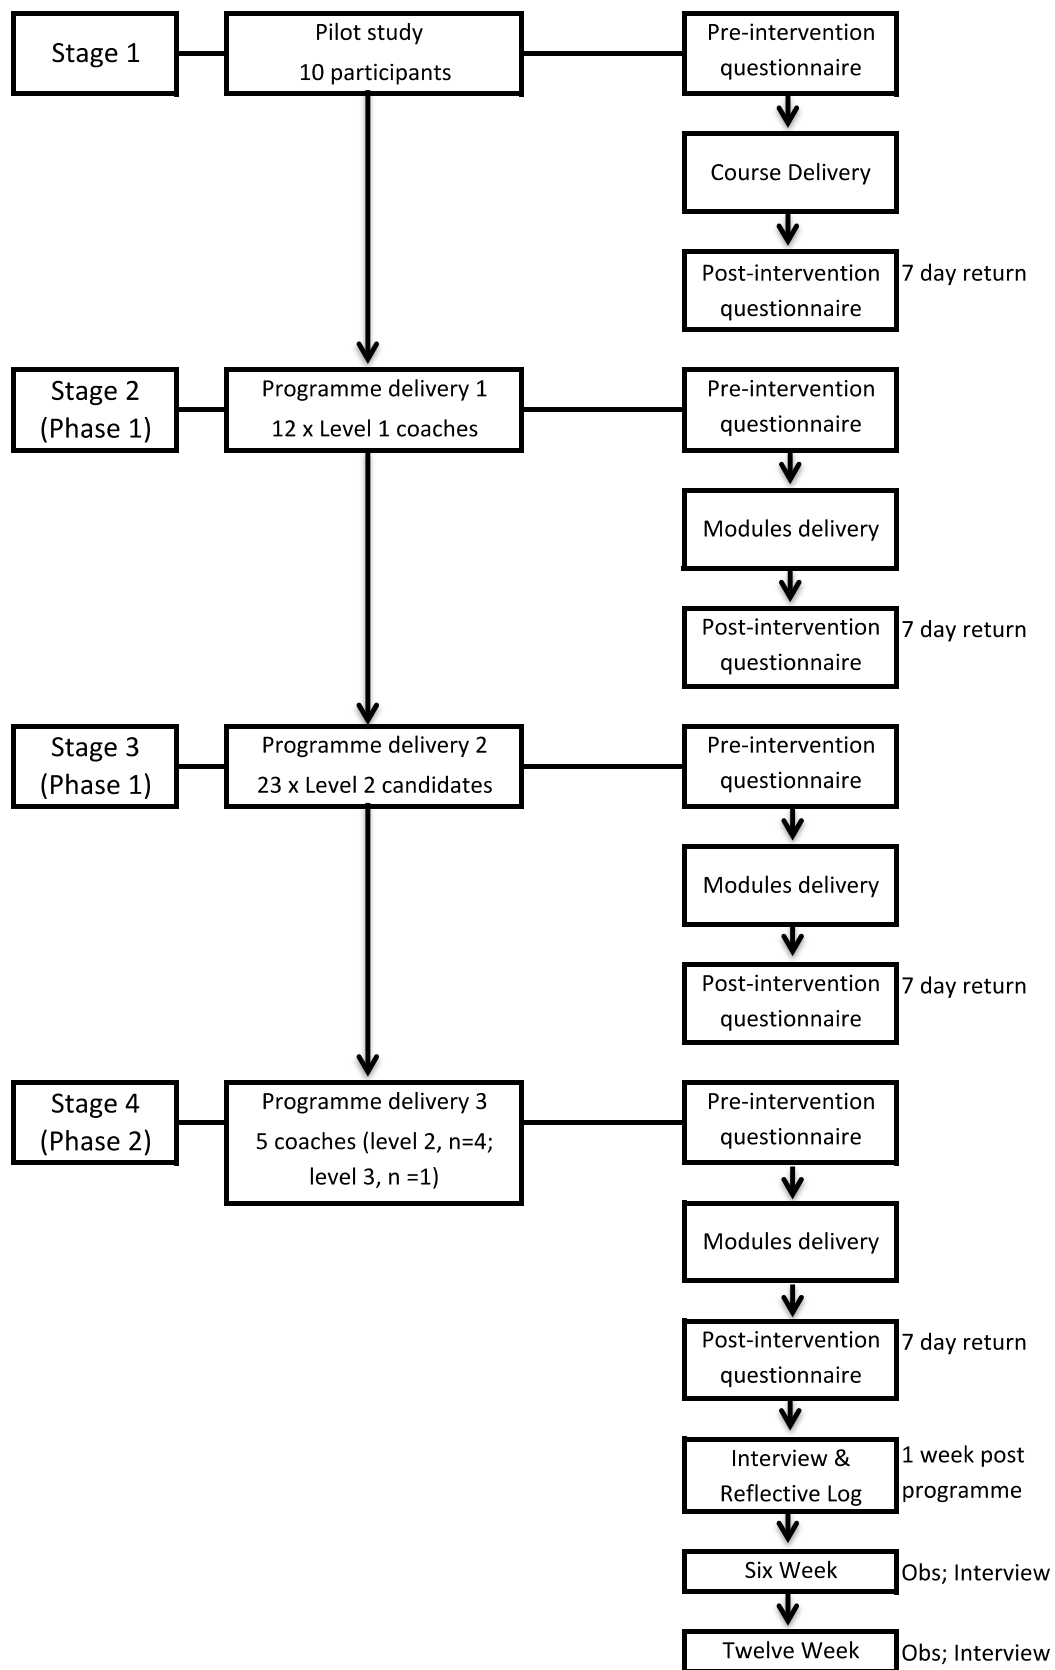 Stage 1
Pilot study
10 participants
Pre-intervention
questionnaire
Course Delivery
Post-intervention
questionnaire
7 day return
Stage 2
(Phase 1)
Programme delivery 1
12 x Level 1 coaches
Pre-intervention
questionnaire
Modules delivery
Post-intervention
questionnaire
7 day return
Stage 3
(Phase 1)
Programme delivery 2
23 x Level 2 candidates
Pre-intervention
questionnaire
Modules delivery
Post-intervention
questionnaire
7 day return
Stage 4
(Phase 2)
Programme delivery 3
5 coaches (level 2, n=4;
level 3, n =1)
Pre-intervention
questionnaire
Modules delivery
Post-intervention
questionnaire
7 day return
Interview &
Reflective Log
1 week post
programme
Six Week
Obs; Interview
Twelve Week
Obs; Interview